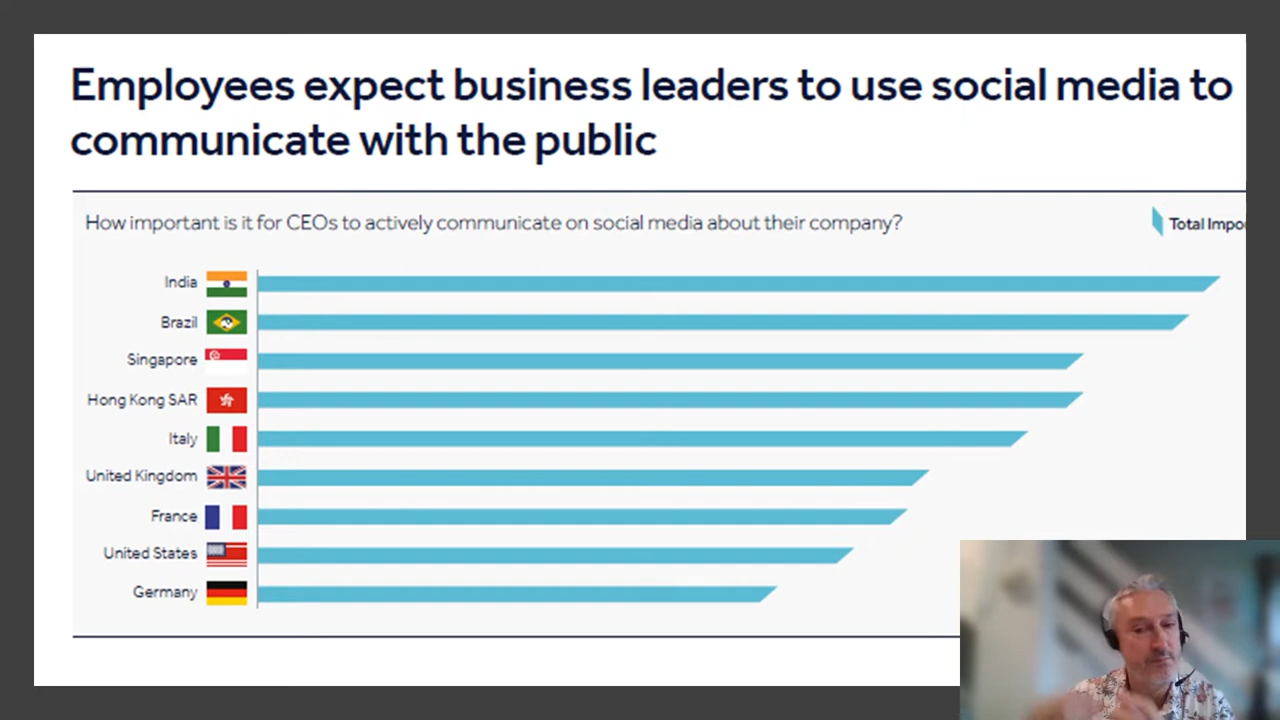 Employees expect business leaders to use social media to
communicate with the public
How important is it for CEOs to actively communicate on social media about their company?
Total Impo
India
Brazil
Singapore
Hong Kong SAR
Italy
United Kingdom
France
United States
Germany